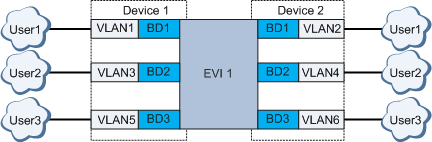 Device 1 Device 2
User1 VLAN1 BD1 BD1 VLAN2 User1
User2 VLAN3 BD2 EVI 1 BD2 VLAN4 User2
User3 VLAN5 BD3 BD3 VLAN6 User3